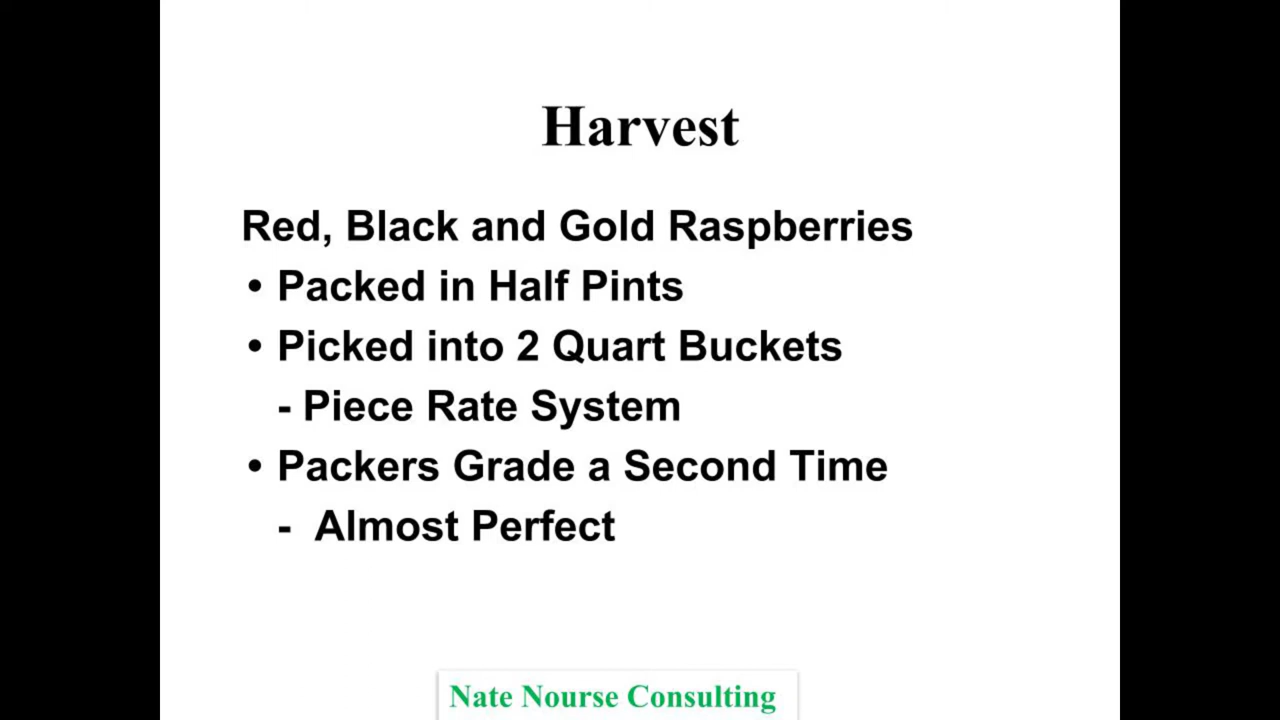 Harvest
Red, Black and Gold Raspberries
• Packed in Half Pints
• Picked into 2 Quart Buckets
- Piece Rate System
• Packers Grade a Second Time
- Almost Perfect
Nate Nourse Consulting